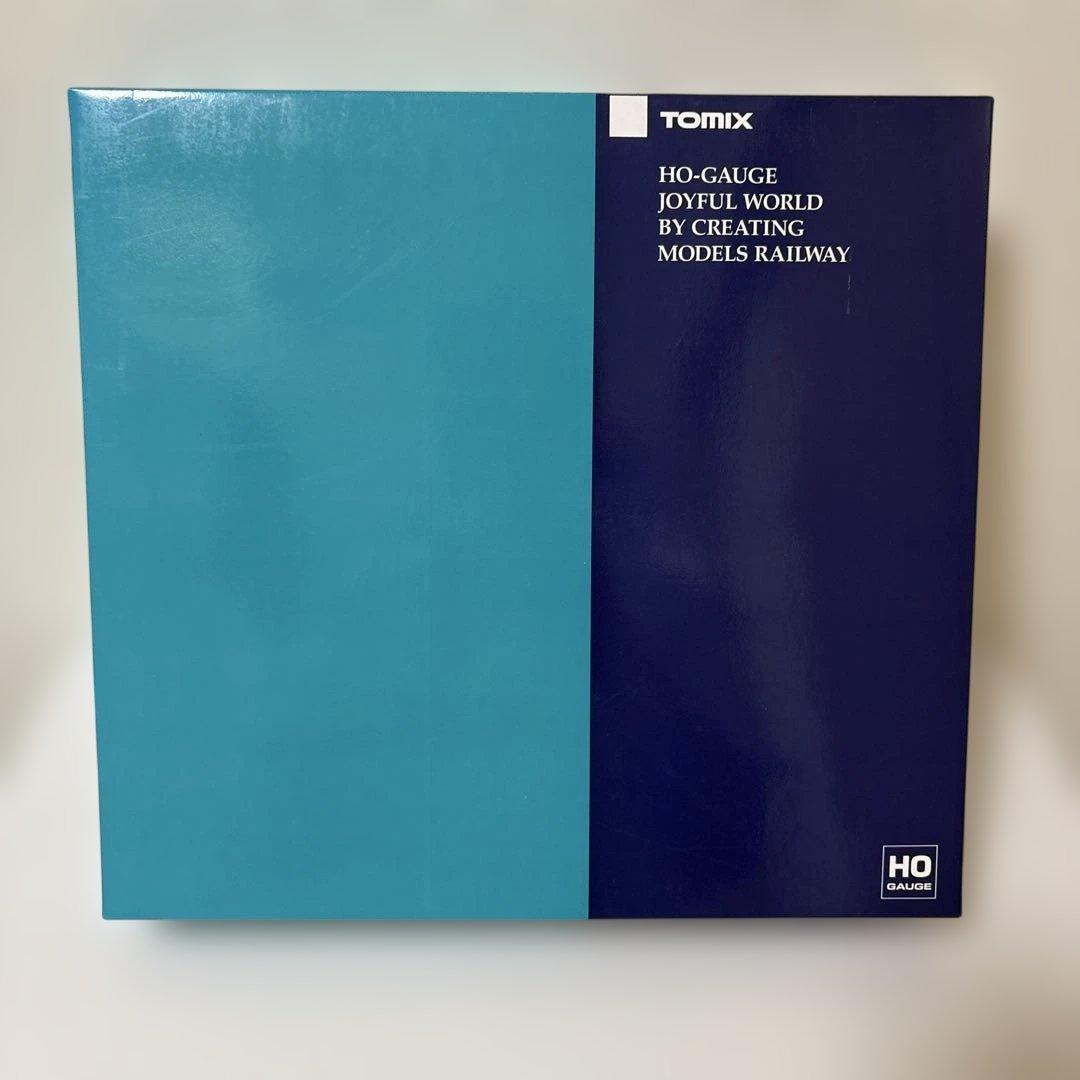 TOMIX
HO-GAUGE
JOYFUL WORLD
BY CREATING
MODELS RAILWAY
HO
GAUGE